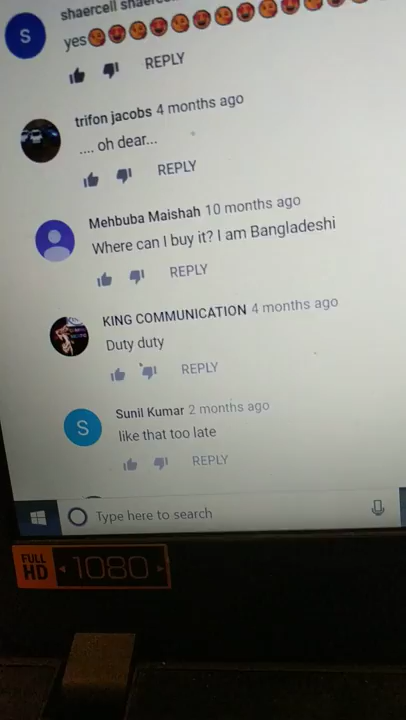 shaercell
S
yes
REPLY
trifon jacobs 4 months ago
.... oh dear...
REPLY
Mehbuba Maishah 10 months ago
Where can I buy it? I am Bangladeshi
REPLY
KING COMMUNICATION 4 months ago
Duty duty
REPLY
S
Sunil Kumar 2 months ago
like that too late
REPLY
Type here to search
FULL HD 1080